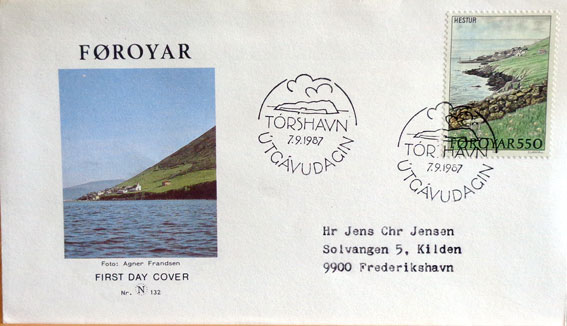 FØROYAR
Foto: Agner Frandsen
FIRST DAY COVER
Nr. N 132
TÓRSHAVN
7.9.1987
ÚTGÁVUDAGIN
HESTUR
FØROYAR 550
TÓRSHAVN
7.9.1987
ÚTGÁVUDAGIN
Hr Jens Chr Jensen
Solvangen 5, Kilden
9900 Frederikshavn